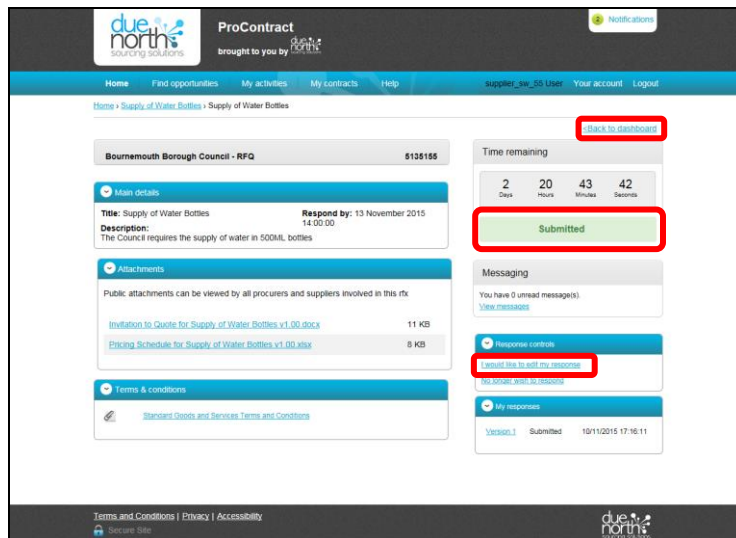 due north
sourcing solutions
ProContract
brought to you by due north
2 Notifications
Home Find opportunities My activities My contracts Help supplier_sw_55 User Your account Logout
Home › Supply of Water Bottles › Supply of Water Bottles
<Back to dashboard
Bournemouth Borough Council - RFQ 5135155
Main details
Title: Supply of Water Bottles Respond by: 13 November 2015
14:00:00
Description:
The Council requires the supply of water in 500ML bottles
Attachments
Public attachments can be viewed by all procurers and suppliers involved in this rfx
Invitation to Quote for Supply of Water Bottles v1.00.docx 11 KB
Pricing Schedule for Supply of Water Bottles v1.00.xlsx 8 KB
Terms & conditions
Standard Goods and Services Terms and Conditions
Time remaining
2 20 43 42
Days Hours Minutes Seconds
Submitted
Messaging
You have 0 unread message(s).
View messages
Response controls
I would like to edit my response
No longer wish to respond
My responses
Version 1 Submitted 10/11/2015 17:16:11
Terms and Conditions | Privacy | Accessibility
Secure Site
due north
sourcing solutions